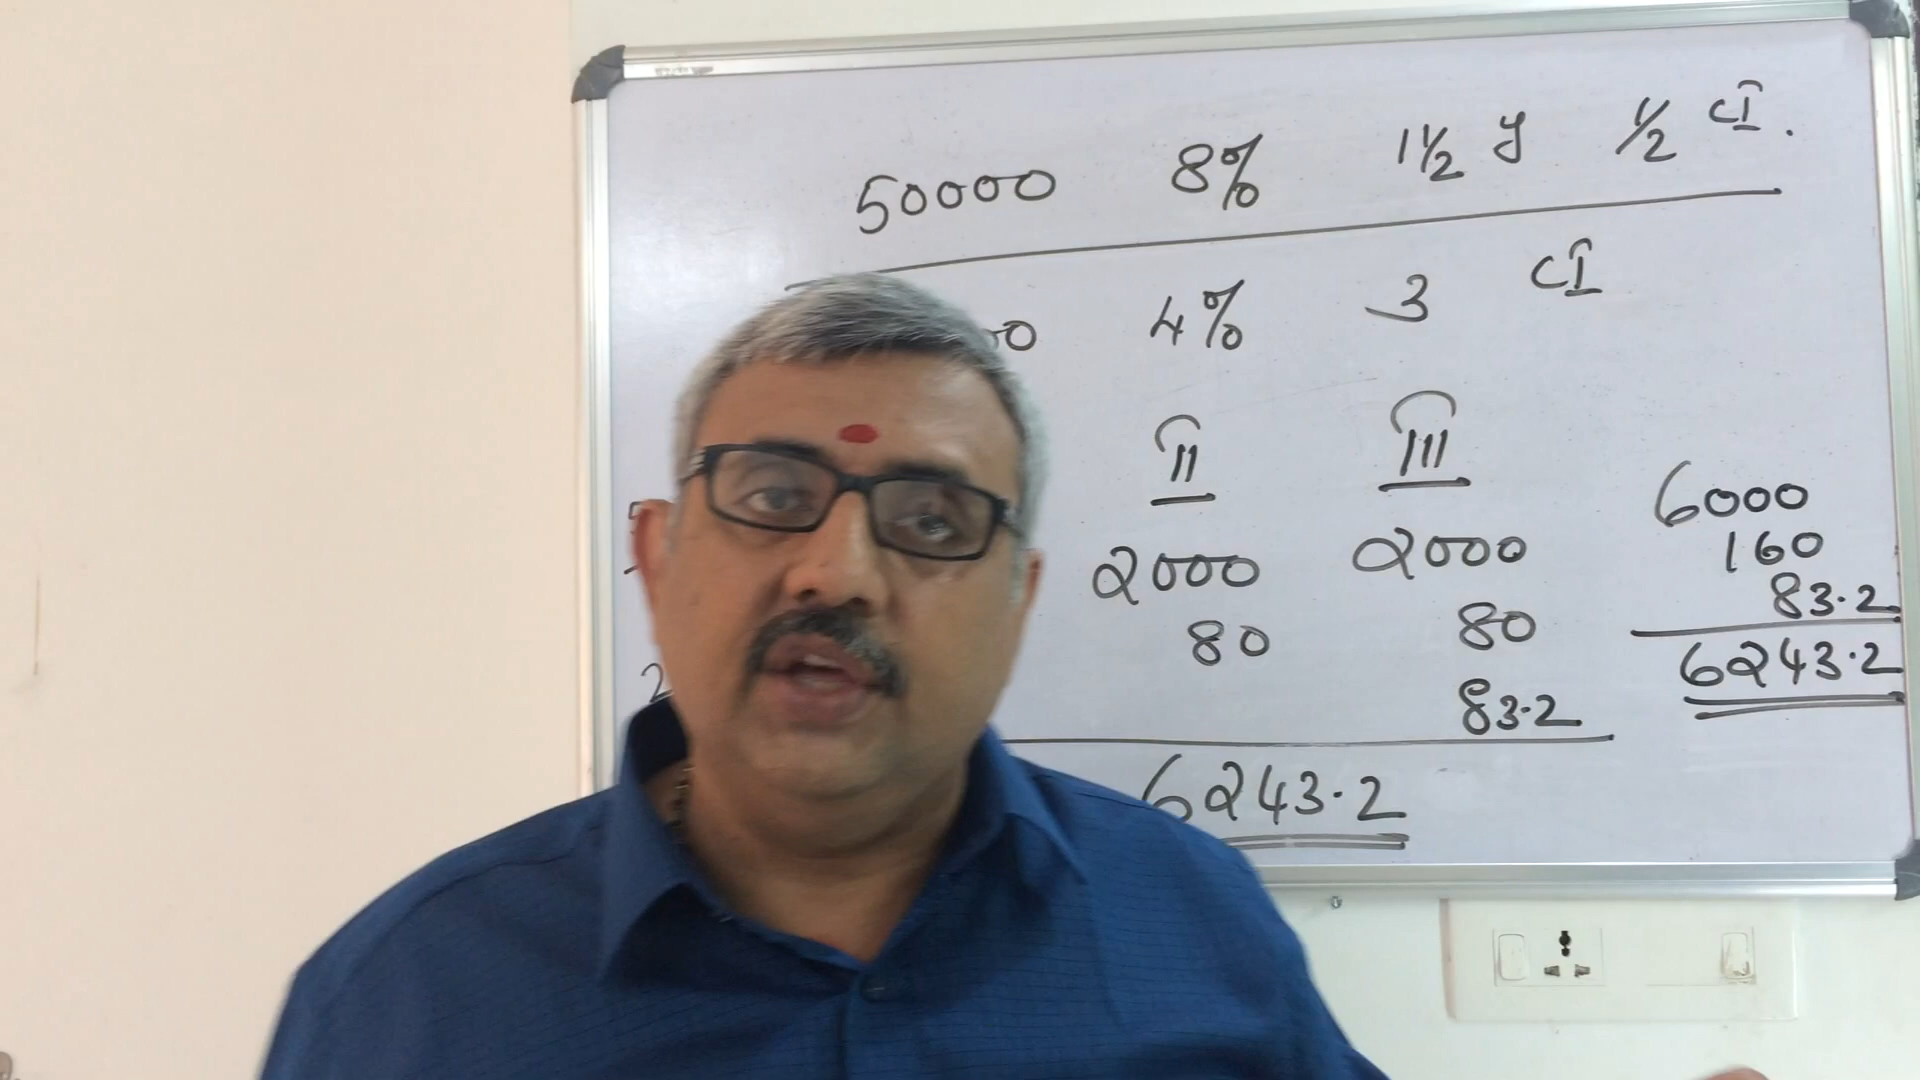 50000 8% 1½ y ½ CI.
00 4% 3 CI
II III
2000 2000 6000
80 80 160
83.2 83.2
6243.2 6243.2